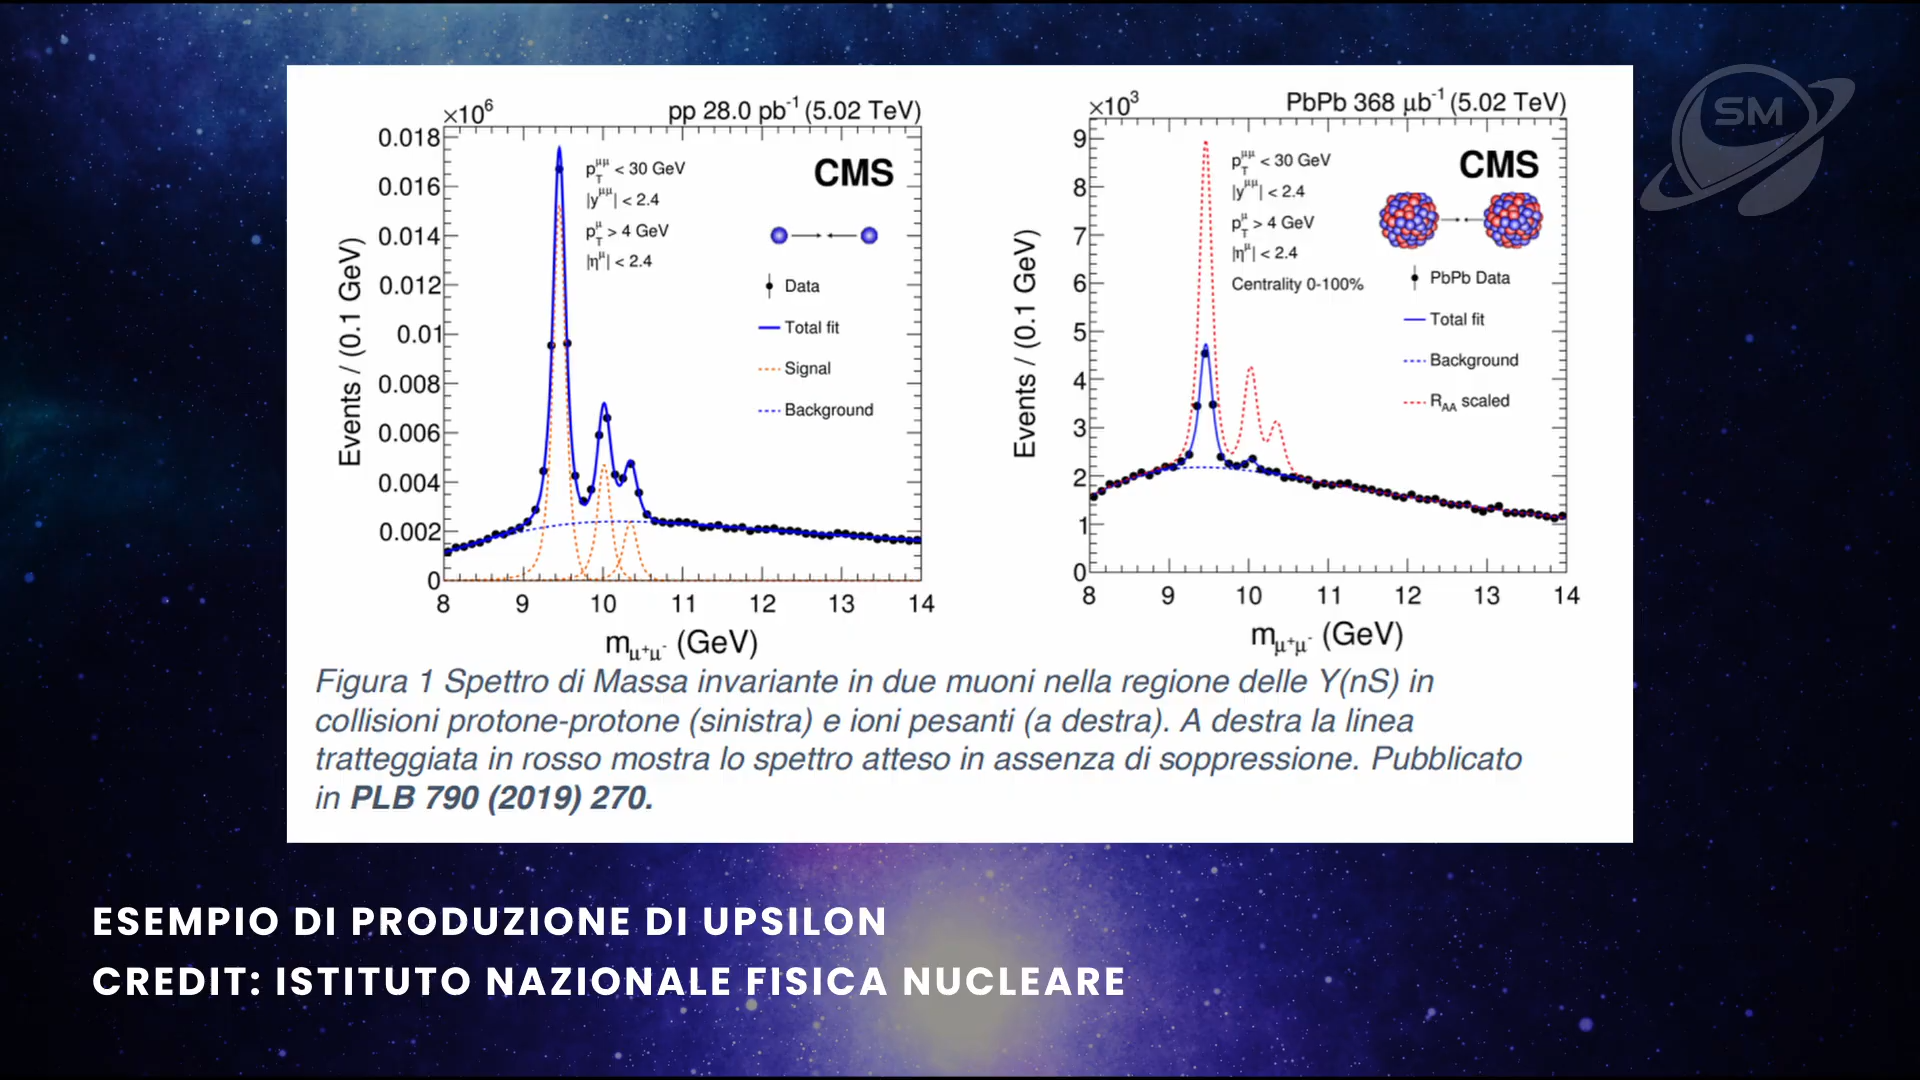 ×10⁶
pp 28.0 pb⁻¹ (5.02 TeV)
0.018
0.016
0.014
0.012
0.01
0.008
0.006
0.004
0.002
0
Events / (0.1 GeV)
p_T^μμ < 30 GeV
|y^μμ| < 2.4
p_T^μ > 4 GeV
|η^μ| < 2.4
CMS
Data
Total fit
Signal
Background
8 9 10 11 12 13 14
m_μ⁺μ⁻ (GeV)
×10³
PbPb 368 μb⁻¹ (5.02 TeV)
9
8
7
6
5
4
3
2
1
0
Events / (0.1 GeV)
p_T^μμ < 30 GeV
|y^μμ| < 2.4
p_T^μ > 4 GeV
|η^μ| < 2.4
Centrality 0-100%
CMS
PbPb Data
Total fit
Background
R_AA scaled
8 9 10 11 12 13 14
m_μ⁺μ⁻ (GeV)
SM
Figura 1 Spettro di Massa invariante in due muoni nella regione delle Y(nS) in
collisioni protone-protone (sinistra) e ioni pesanti (a destra). A destra la linea
tratteggiata in rosso mostra lo spettro atteso in assenza di soppressione. Pubblicato
in PLB 790 (2019) 270.
ESEMPIO DI PRODUZIONE DI UPSILON
CREDIT: ISTITUTO NAZIONALE FISICA NUCLEARE